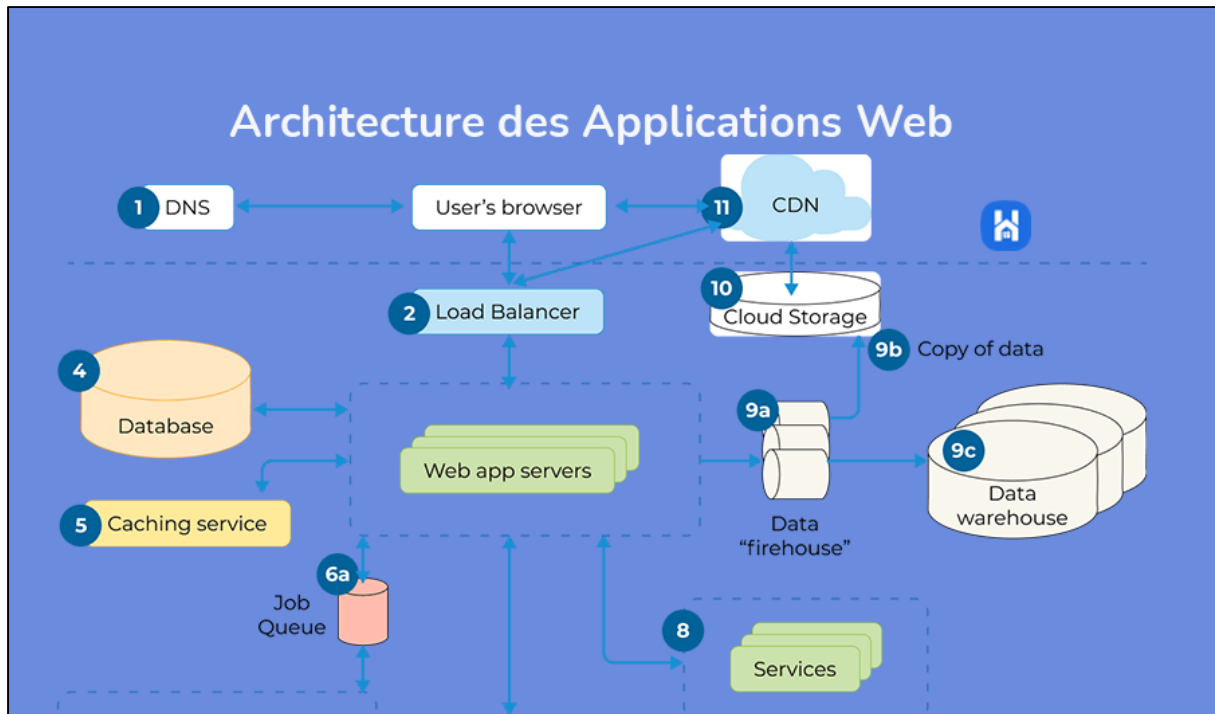 Architecture des Applications Web
1 DNS
User's browser
11 CDN
2 Load Balancer
10
Cloud Storage
9b Copy of data
4
Database
9a
9c
Web app servers
Data
warehouse
5 Caching service
Data
“firehouse”
6a
Job
Queue
8
Services